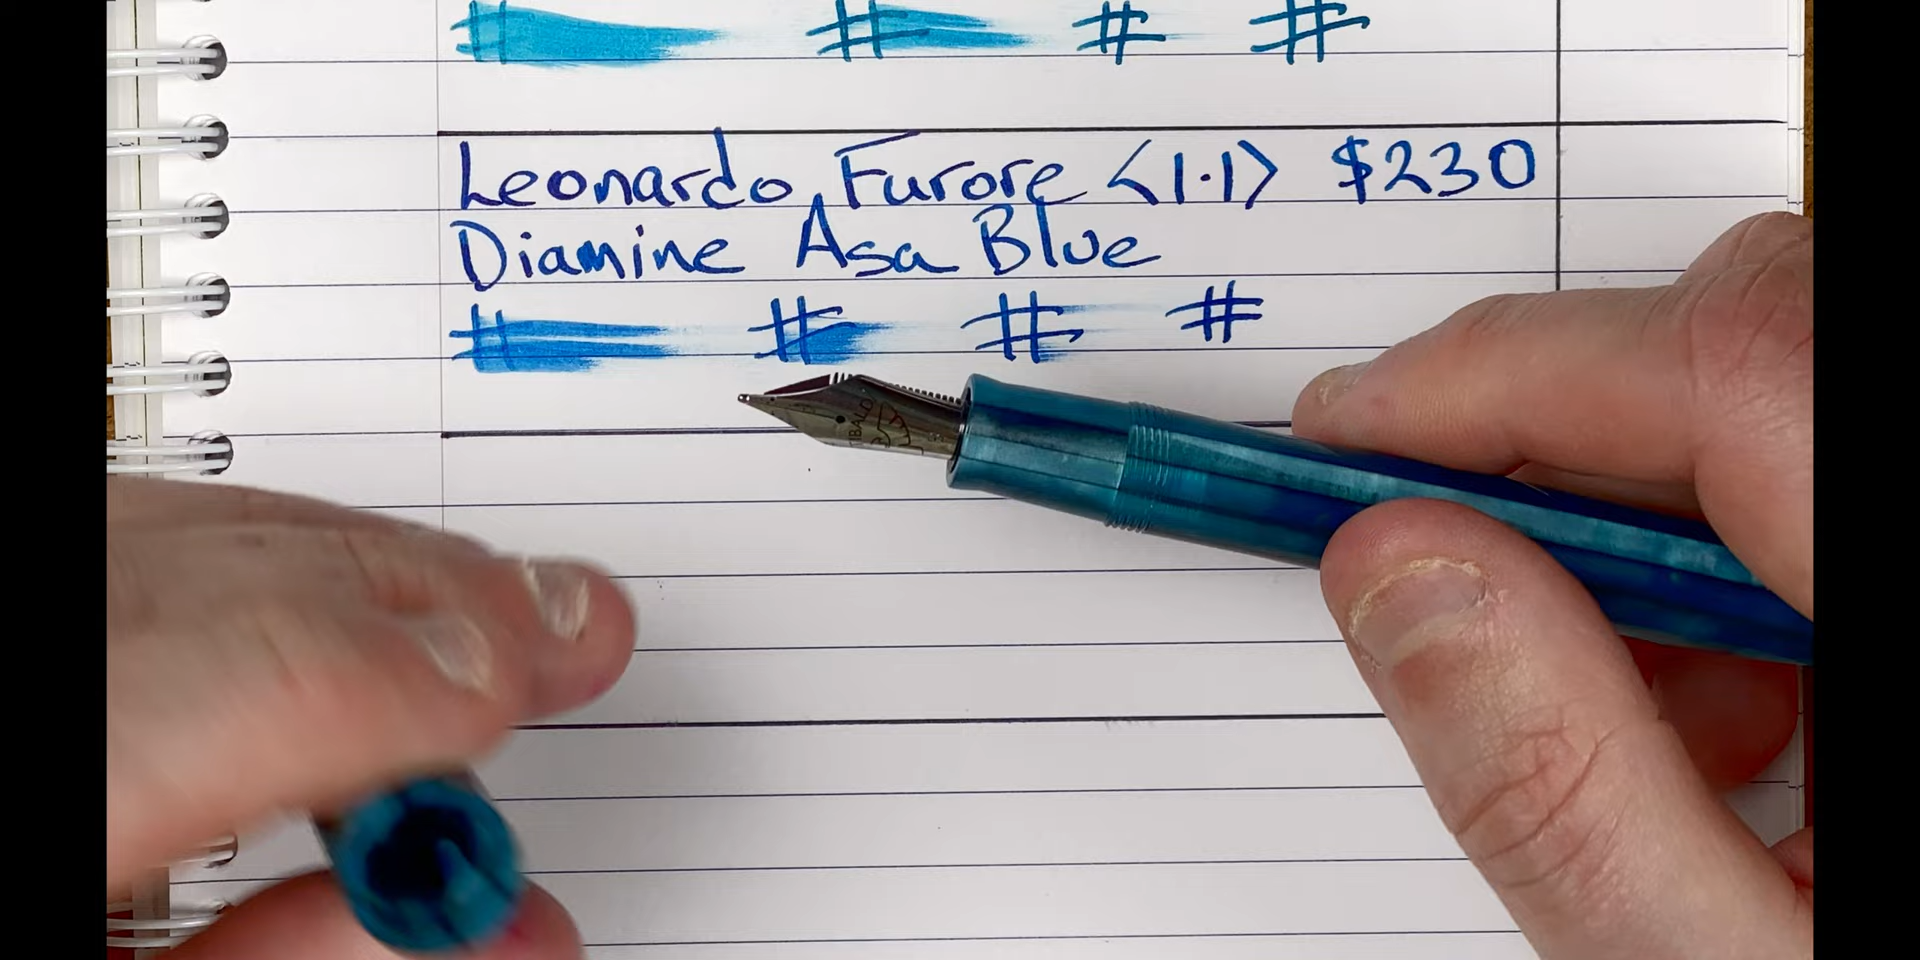 # # # #
Leonardo Furore <1.1> $230
Diamine Asa Blue
# # # #